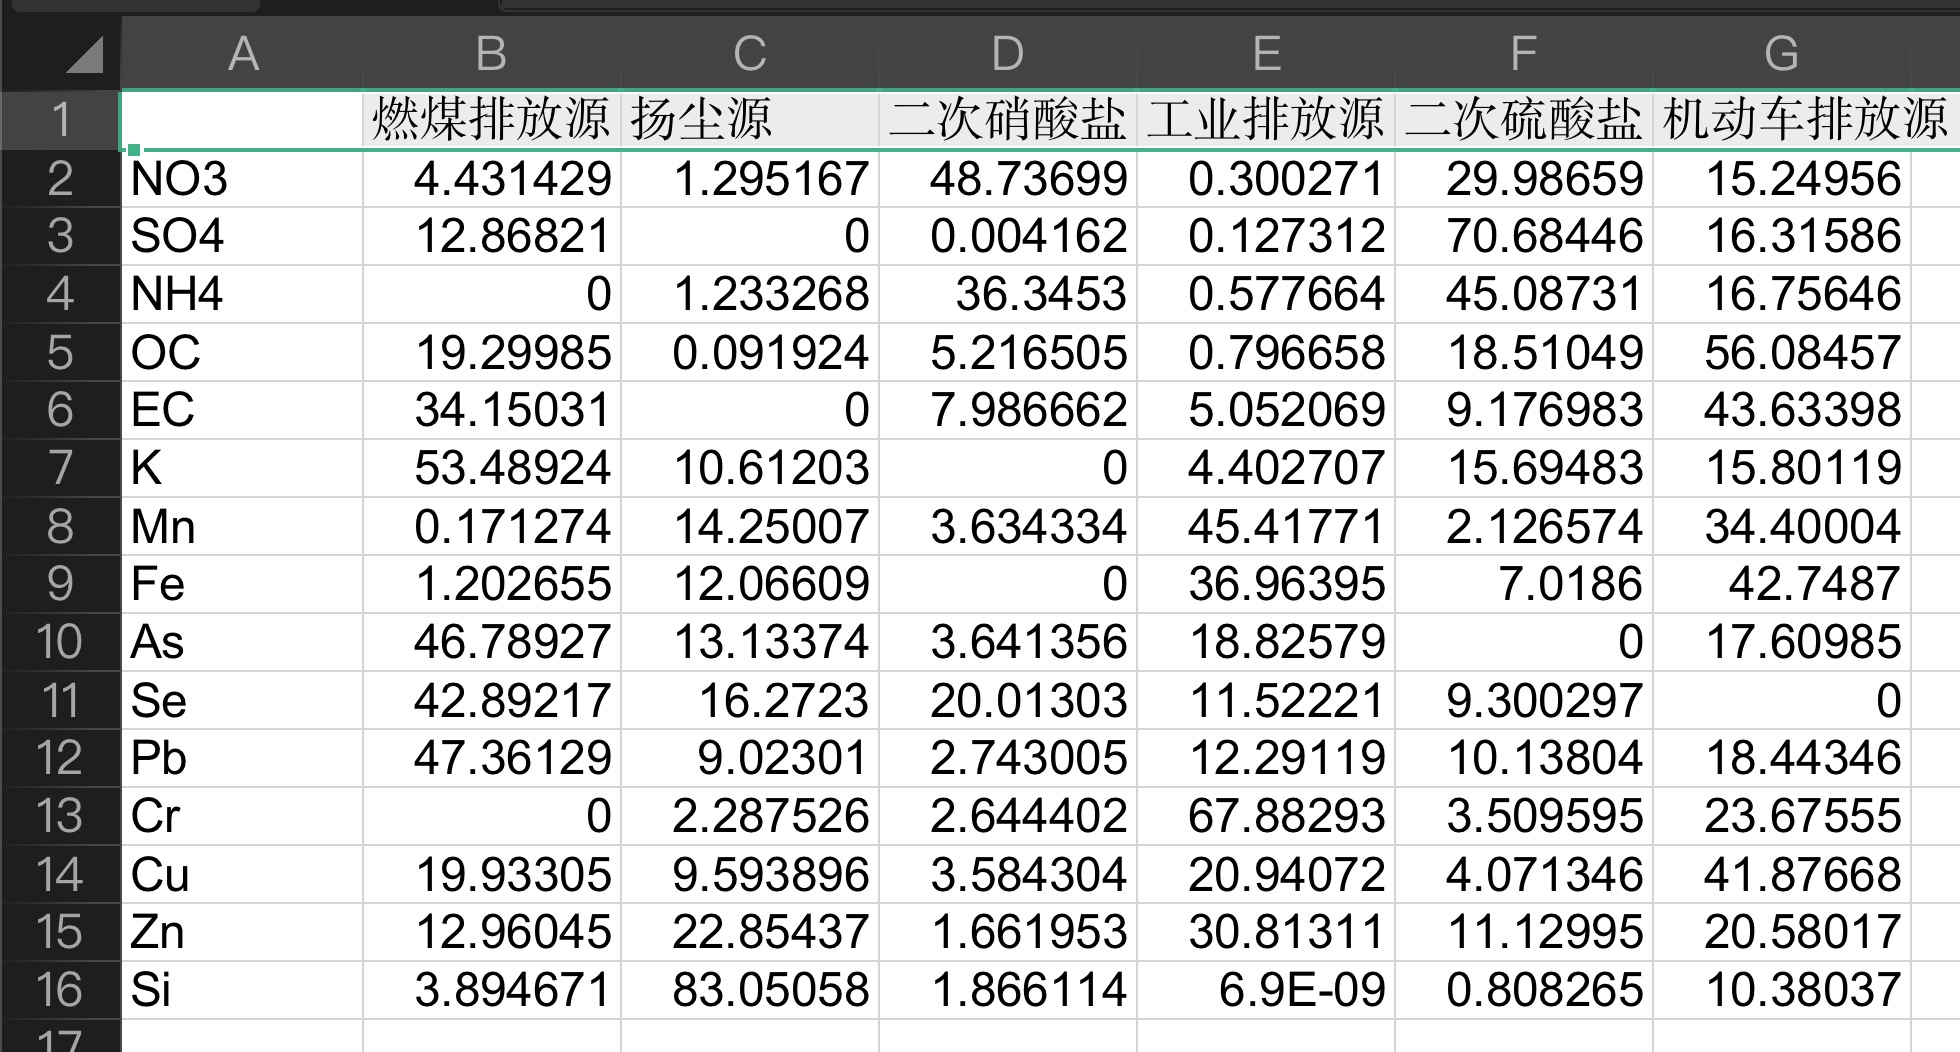 A B C D E F G
1 燃煤排放源 扬尘源 二次硝酸盐 工业排放源 二次硫酸盐 机动车排放源
2 NO3 4.431429 1.295167 48.73699 0.300271 29.98659 15.24956
3 SO4 12.86821 0 0.004162 0.127312 70.68446 16.31586
4 NH4 0 1.233268 36.3453 0.577664 45.08731 16.75646
5 OC 19.29985 0.091924 5.216505 0.796658 18.51049 56.08457
6 EC 34.15031 0 7.986662 5.052069 9.176983 43.63398
7 K 53.48924 10.61203 0 4.402707 15.69483 15.80119
8 Mn 0.171274 14.25007 3.634334 45.41771 2.126574 34.40004
9 Fe 1.202655 12.06609 0 36.96395 7.0186 42.7487
10 As 46.78927 13.13374 3.641356 18.82579 0 17.60985
11 Se 42.89217 16.2723 20.01303 11.52221 9.300297 0
12 Pb 47.36129 9.02301 2.743005 12.29119 10.13804 18.44346
13 Cr 0 2.287526 2.644402 67.88293 3.509595 23.67555
14 Cu 19.93305 9.593896 3.584304 20.94072 4.071346 41.87668
15 Zn 12.96045 22.85437 1.661953 30.81311 11.12995 20.58017
16 Si 3.894671 83.05058 1.866114 6.9E-09 0.808265 10.38037
17